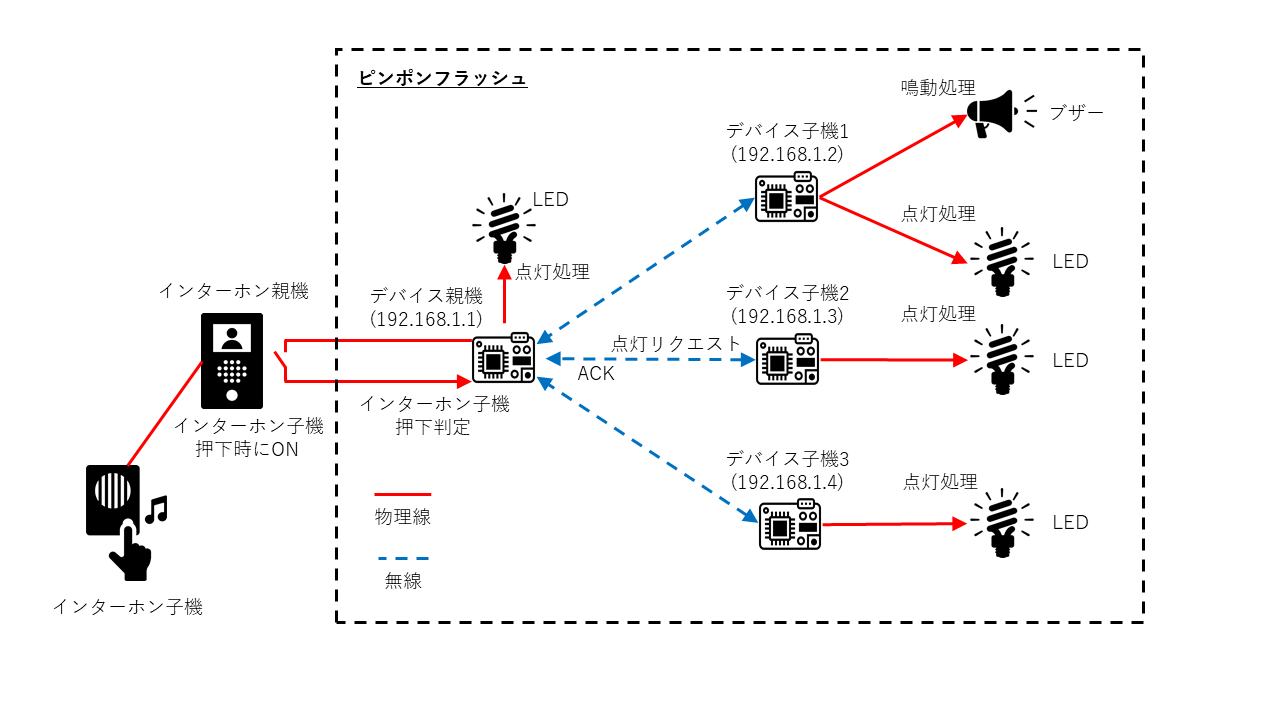 ピンポンフラッシュ
鳴動処理
ブザー
デバイス子機1
(192.168.1.2)
LED
点灯処理
点灯処理
LED
インターホン親機
デバイス親機
(192.168.1.1)
デバイス子機2
(192.168.1.3)
点灯処理
点灯リクエスト
ACK
LED
インターホン子機
押下時にON
インターホン子機
押下判定
デバイス子機3
(192.168.1.4)
点灯処理
LED
物理線
無線
インターホン子機